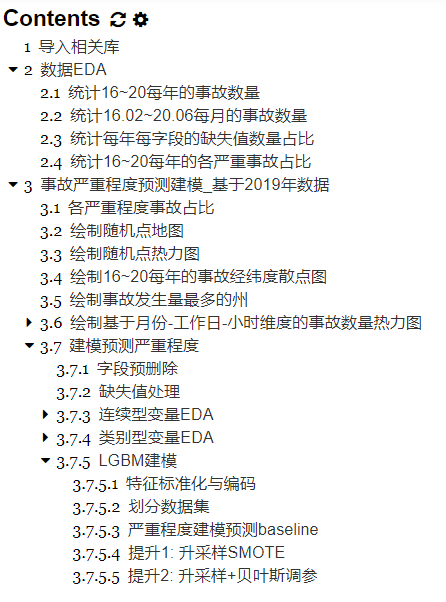 Contents
1 导入相关库
2 数据EDA
2.1 统计16~20每年的事故数量
2.2 统计16.02~20.06每月的事故数量
2.3 统计每年每字段的缺失值数量占比
2.4 统计16~20每年的各严重事故占比
3 事故严重程度预测建模_基于2019年数据
3.1 各严重程度事故占比
3.2 绘制随机点地图
3.3 绘制随机点热力图
3.4 绘制16~20每年的事故经纬度散点图
3.5 绘制事故发生量最多的州
3.6 绘制基于月份-工作日-小时维度的事故数量热力图
3.7 建模预测严重程度
3.7.1 字段预删除
3.7.2 缺失值处理
3.7.3 连续型变量EDA
3.7.4 类别型变量EDA
3.7.5 LGBM建模
3.7.5.1 特征标准化与编码
3.7.5.2 划分数据集
3.7.5.3 严重程度建模预测baseline
3.7.5.4 提升1: 升采样SMOTE
3.7.5.5 提升2: 升采样+贝叶斯调参